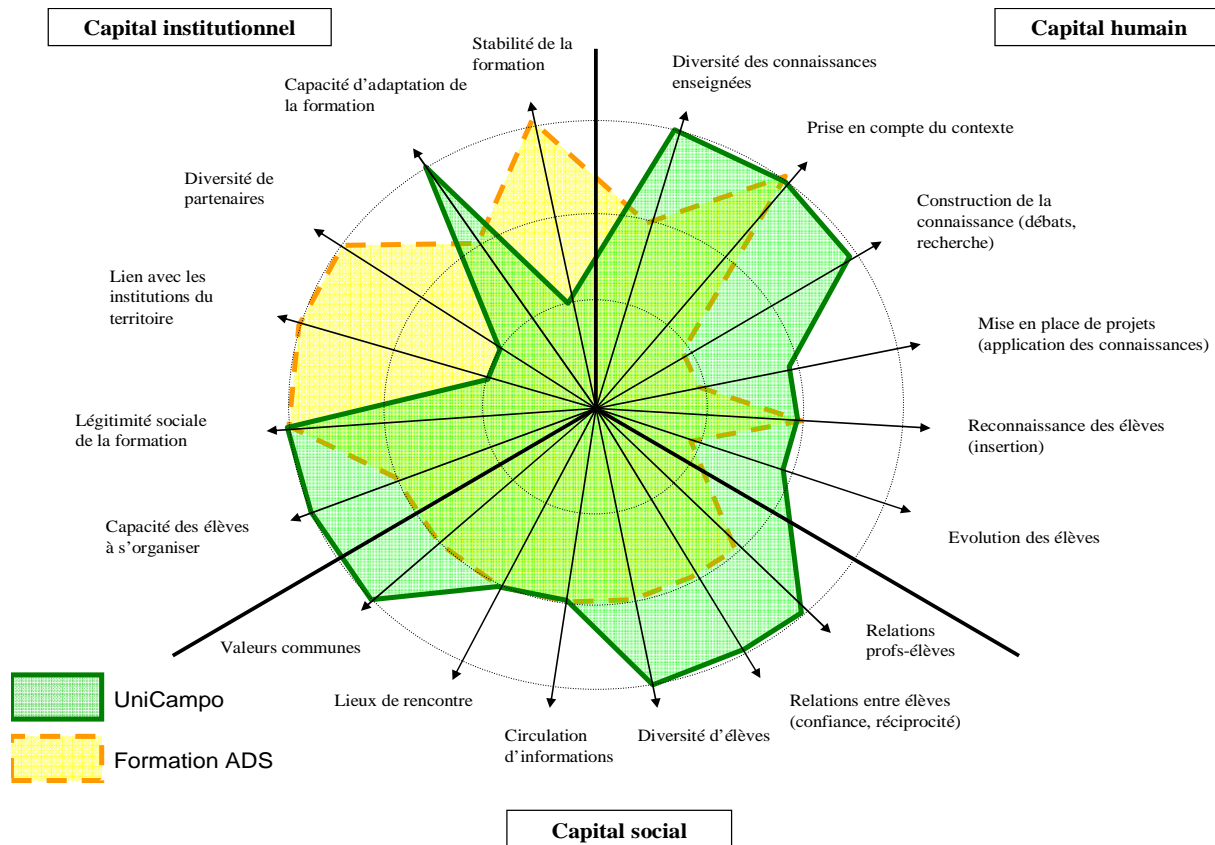 Capital institutionnel
Capital humain
Stabilité de la
formation
Diversité des connaissances
enseignées
Capacité d’adaptation de
la formation
Prise en compte du contexte
Diversité de
partenaires
Construction de la
connaissance (débats,
recherche)
Lien avec les
institutions du
territoire
Mise en place de projets
(application des connaissances)
Légitimité sociale
de la formation
Reconnaissance des élèves
(insertion)
Capacité des élèves
à s’organiser
Evolution des élèves
Valeurs communes
Relations
profs-élèves
Lieux de rencontre
Relations entre élèves
(confiance, réciprocité)
Circulation
d’informations
Diversité d’élèves
UniCampo
Formation ADS
Capital social